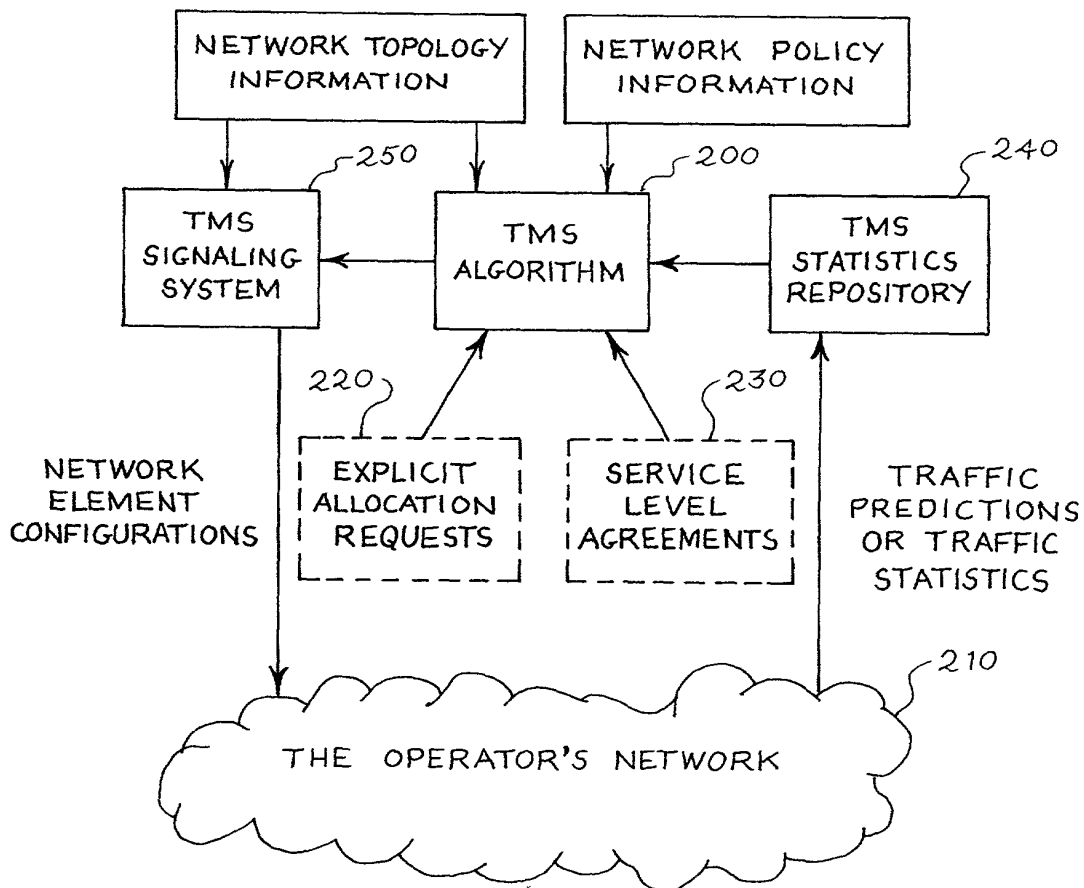 NETWORK TOPOLOGY
INFORMATION
NETWORK POLICY
INFORMATION
250
200
240
TMS
SIGNALING
SYSTEM
TMS
ALGORITHM
TMS
STATISTICS
REPOSITORY
220
230
NETWORK
ELEMENT
CONFIGURATIONS
EXPLICIT
ALLOCATION
REQUESTS
SERVICE
LEVEL
AGREEMENTS
TRAFFIC
PREDICTIONS
OR TRAFFIC
STATISTICS
210
THE OPERATOR'S NETWORK